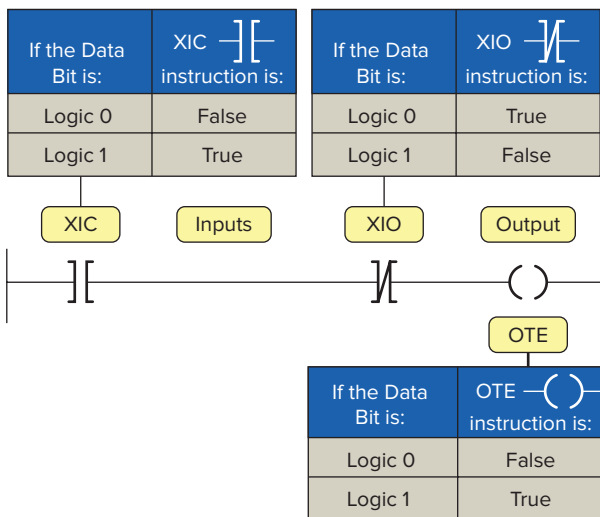 If the Data
Bit is:
XIC
instruction is:
Logic 0
False
Logic 1
True
If the Data
Bit is:
XIO
instruction is:
Logic 0
True
Logic 1
False
XIC
Inputs
XIO
Output
OTE
If the Data
Bit is:
OTE
instruction is:
Logic 0
False
Logic 1
True